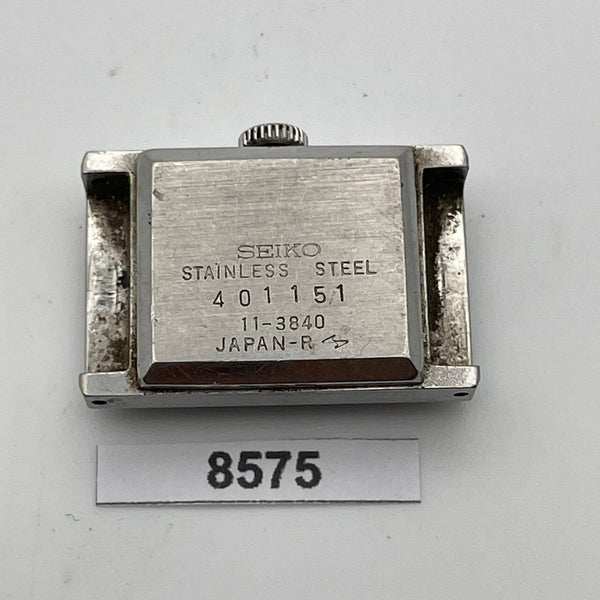 SEIKO
STAINLESS STEEL
401151
11-3840
JAPAN-R
8575